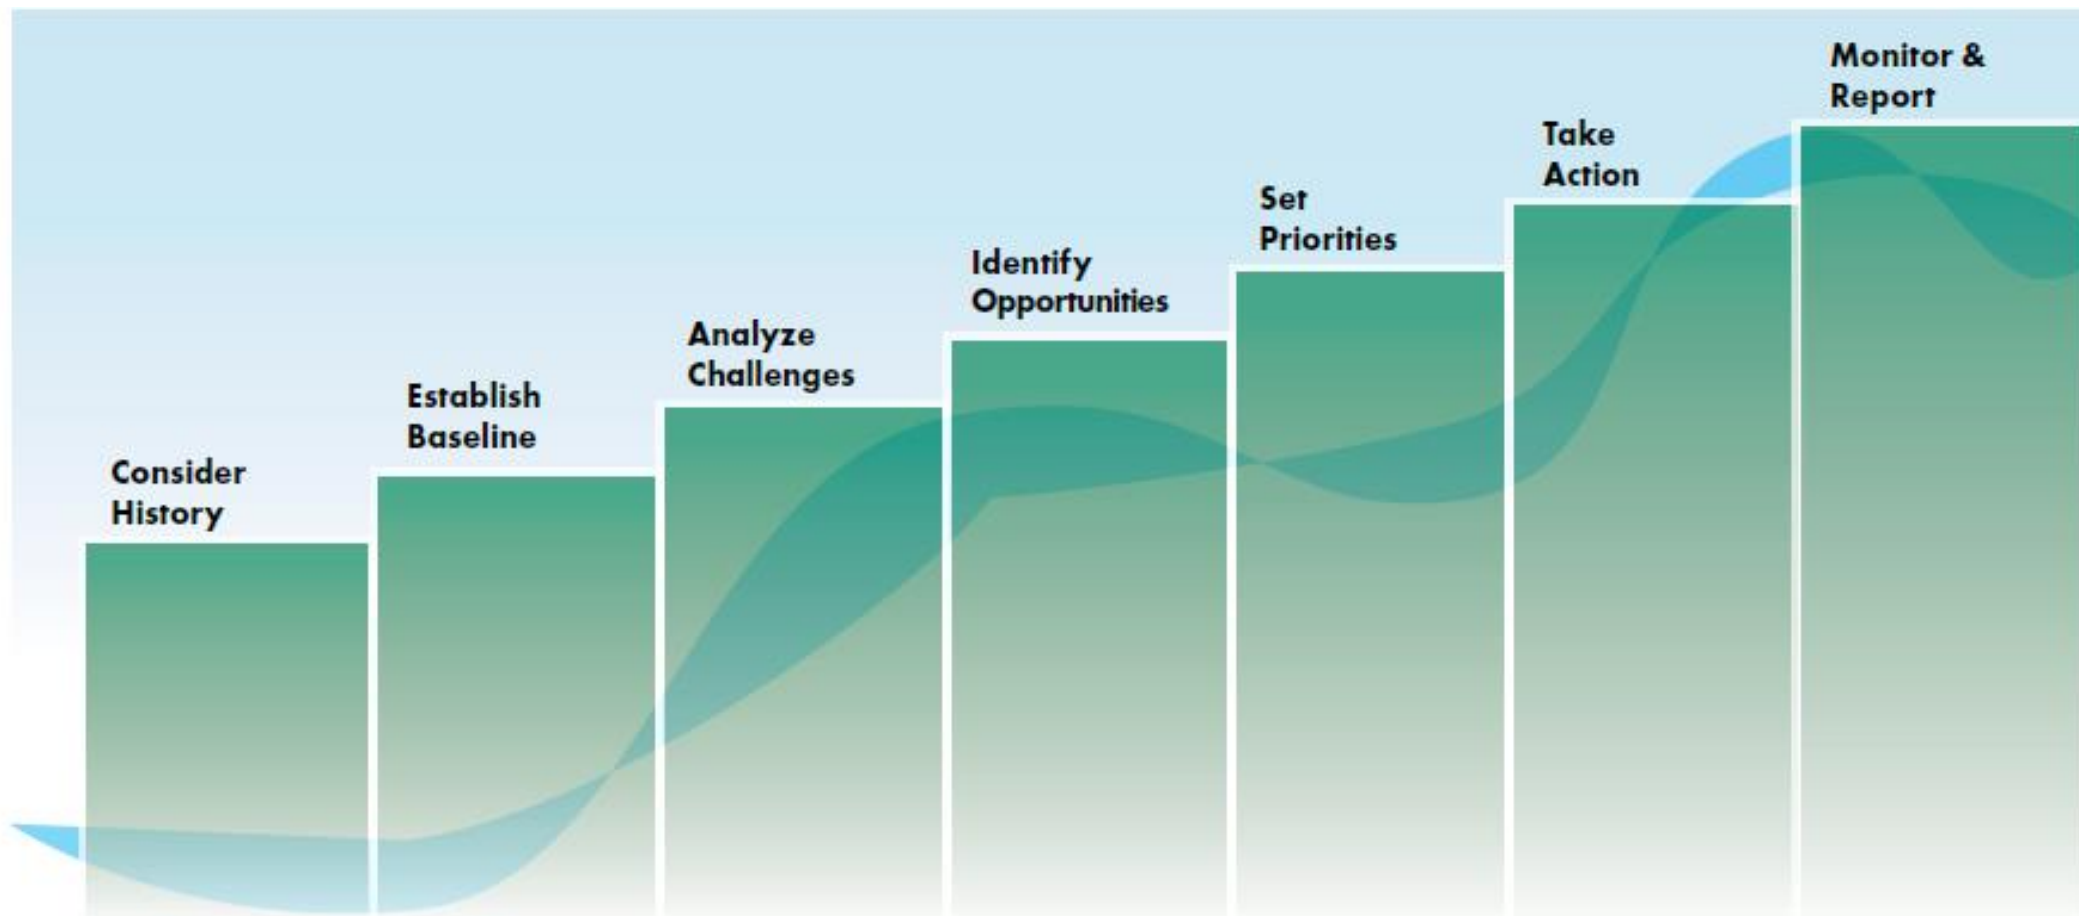 Consider
History
Establish
Baseline
Analyze
Challenges
Identify
Opportunities
Set
Priorities
Take
Action
Monitor &
Report